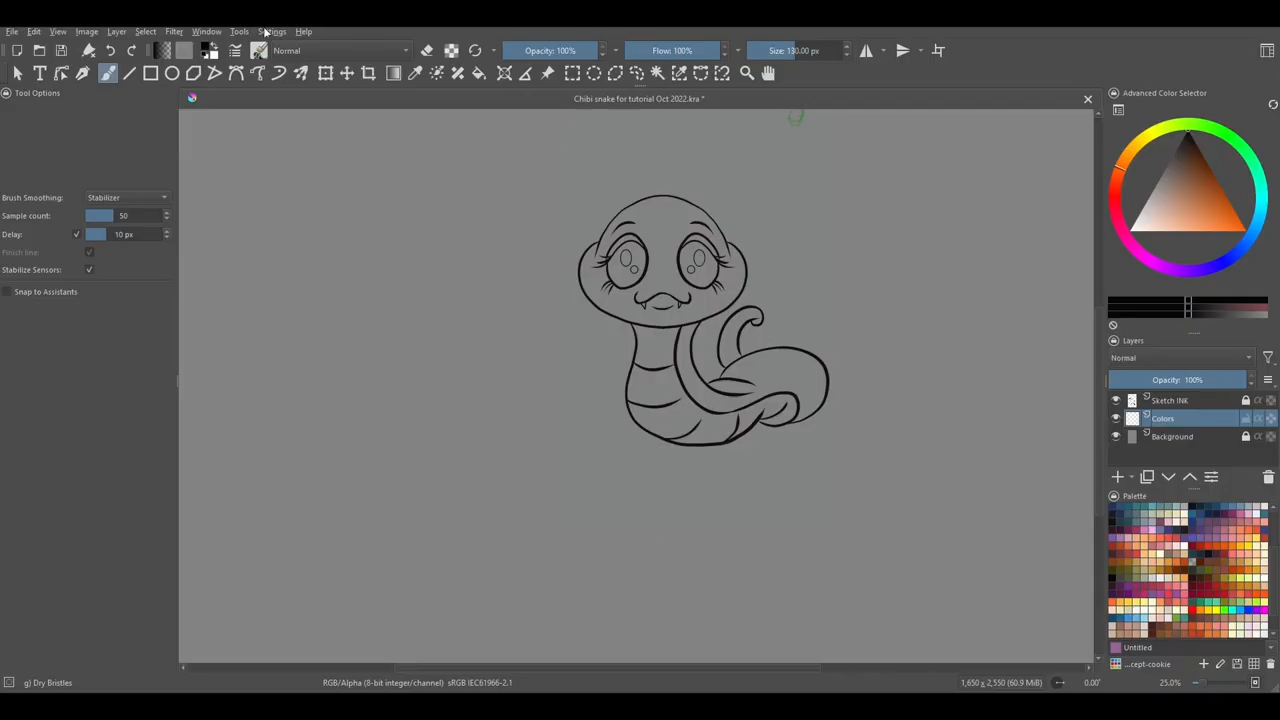 File Edit View Image Layer Select Filter Window Tools Settings Help
Normal
Opacity: 100%
Flow: 100%
Size: 130.00 px
Tool Options
Chibi snake for tutorial Oct 2022.kra *
Advanced Color Selector
Brush Smoothing: Stabilizer
Sample count: 50
Delay: 10 px
Finish line:
Stabilize Sensors:
Snap to Assistants
Layers
Normal
Opacity: 100%
Sketch INK
Colors
Background
Palette
Untitled
...cept-cookie
g) Dry Bristles
RGB/Alpha (8-bit integer/channel) sRGB IEC61966-2.1
1,650 x 2,550 (60.9 MiB)
0.00°
25.0%